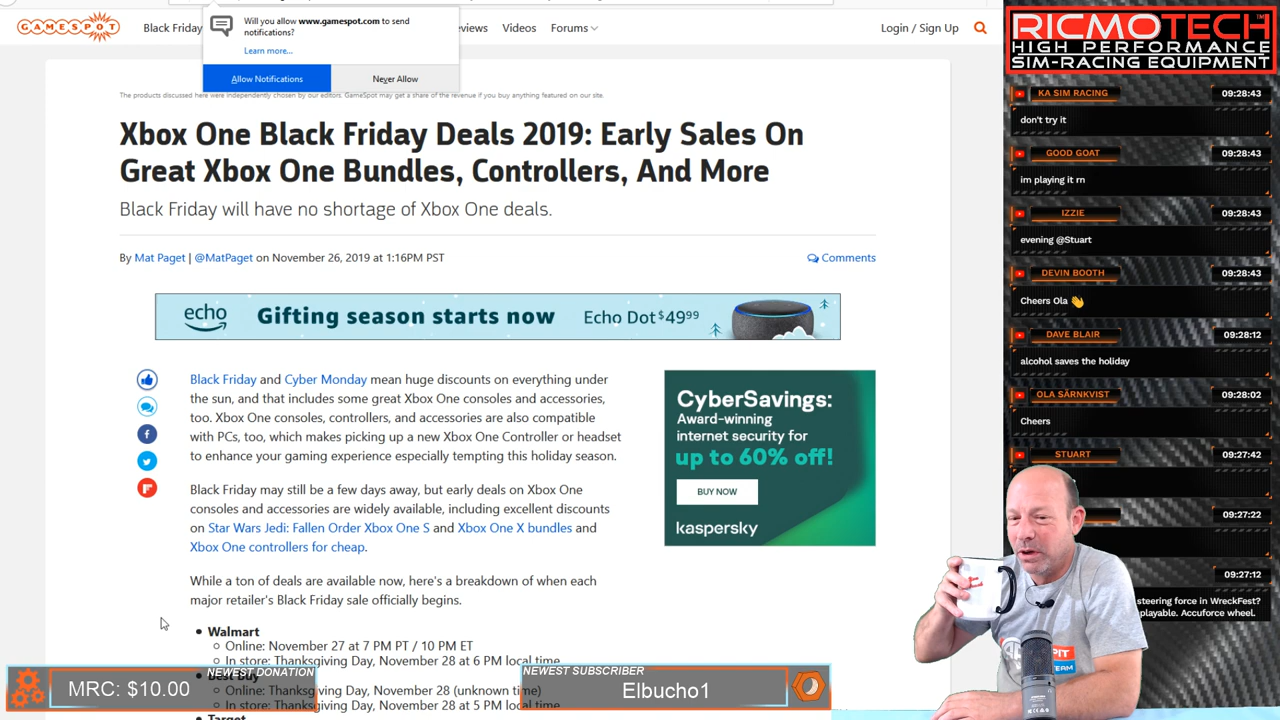 GAMESPOT
Black Friday
Reviews
Videos
Forums
Login / Sign Up
Will you allow www.gamespot.com to send
notifications?
Learn more...
Allow Notifications
Never Allow
The products discussed here were independently chosen by our editors. GameSpot may get a share of the revenue if you buy anything featured on our site.
Xbox One Black Friday Deals 2019: Early Sales On
Great Xbox One Bundles, Controllers, And More
Black Friday will have no shortage of Xbox One deals.
By Mat Paget | @MatPaget on November 26, 2019 at 1:16PM PST
Comments
echo
Gifting season starts now
Echo Dot $49.99
Black Friday and Cyber Monday mean huge discounts on everything under
the sun, and that includes some great Xbox One consoles and accessories,
too. Xbox One consoles, controllers, and accessories are also compatible
with PCs, too, which makes picking up a new Xbox One Controller or headset
to enhance your gaming experience especially tempting this holiday season.
Black Friday may still be a few days away, but early deals on Xbox One
consoles and accessories are widely available, including excellent discounts
on Star Wars Jedi: Fallen Order Xbox One S and Xbox One X bundles and
Xbox One controllers for cheap.
While a ton of deals are available now, here's a breakdown of when each
major retailer's Black Friday sale officially begins.
Walmart
Online: November 27 at 7 PM PT / 10 PM ET
In store: Thanksgiving Day, November 28 at 6 PM local time
Best Buy
Online: Thanksgiving Day, November 28 (unknown time)
In store: Thanksgiving Day, November 28 at 5 PM local time
Target
CyberSavings:
Award-winning
internet security for
up to 60% off!
BUY NOW
kaspersky
NEWEST DONATION
MRC: $10.00
NEWEST SUBSCRIBER
Elbucho1
RICMOTECH
HIGH PERFORMANCE
SIM-RACING EQUIPMENT
KA SIM RACING 09:28:43
don't try it
GOOD GOAT 09:28:43
im playing it rn
IZZIE 09:28:43
evening @Stuart
DEVIN BOOTH 09:28:43
Cheers Ola 👋
DAVE BLAIR 09:28:12
alcohol saves the holiday
OLA SÄRNKVIST 09:28:02
Cheers
STUART 09:27:42
09:27:22
09:27:12
steering force in WreckFest?
playable. Accuforce wheel.
PIT
TERM